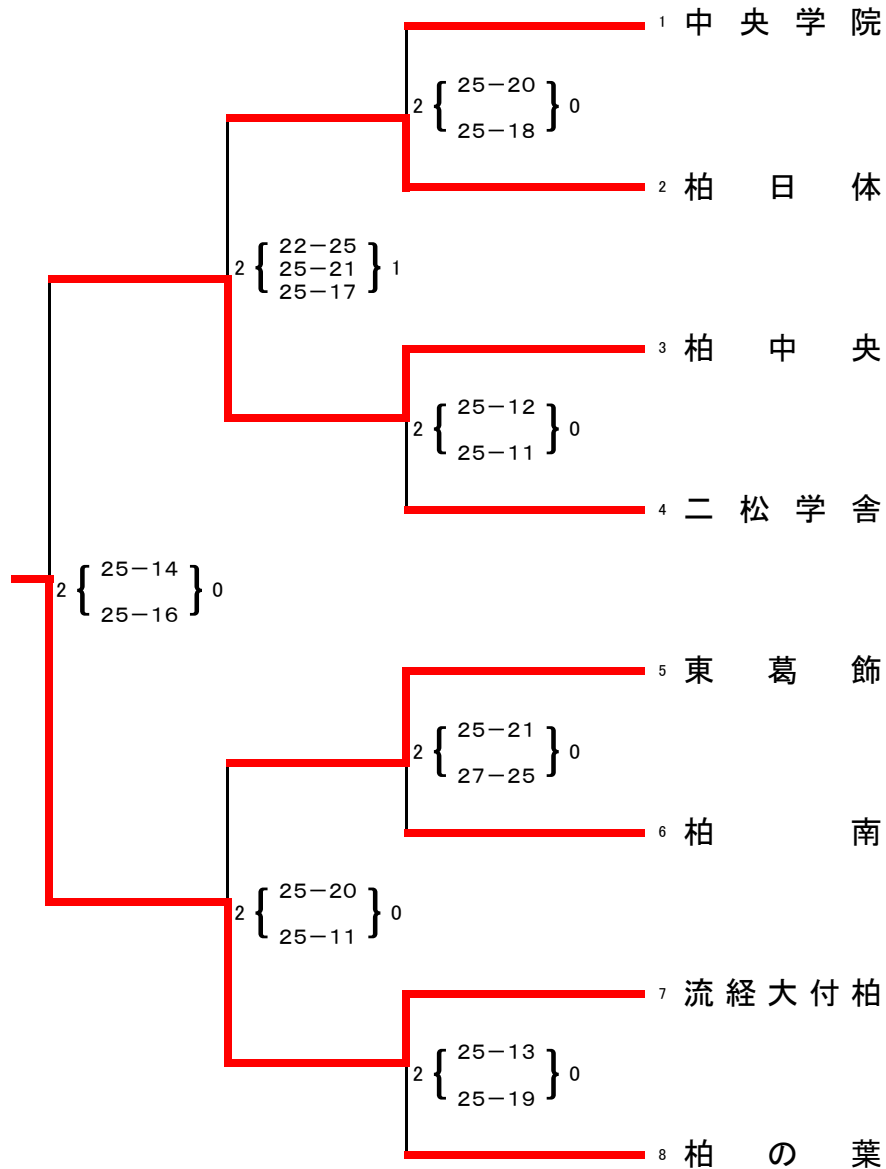 1 中央学院
2 { 25－20 } 0
25－18
2 柏日体
2 { 22－25 } 1
25－21
25－17
3 柏中央
2 { 25－12 } 0
25－11
4 二松学舎
2 { 25－14 } 0
25－16
5 東葛飾
2 { 25－21 } 0
27－25
6 柏南
2 { 25－20 } 0
25－11
7 流経大付柏
2 { 25－13 } 0
25－19
8 柏の葉